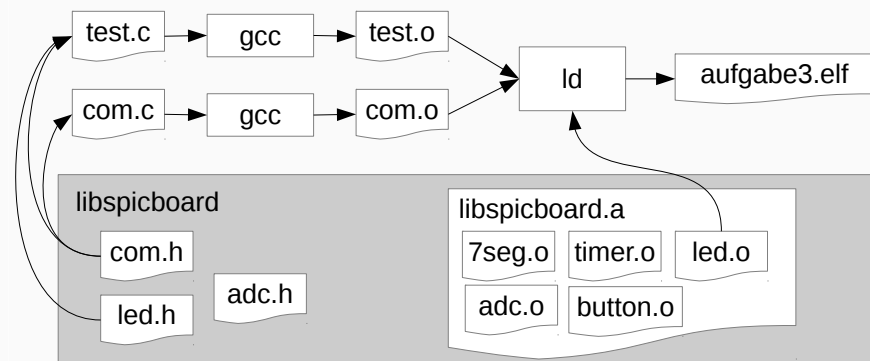 test.c
gcc
test.o
ld
aufgabe3.elf
com.c
gcc
com.o
libspicboard
com.h
led.h
adc.h
libspicboard.a
7seg.o
timer.o
led.o
adc.o
button.o